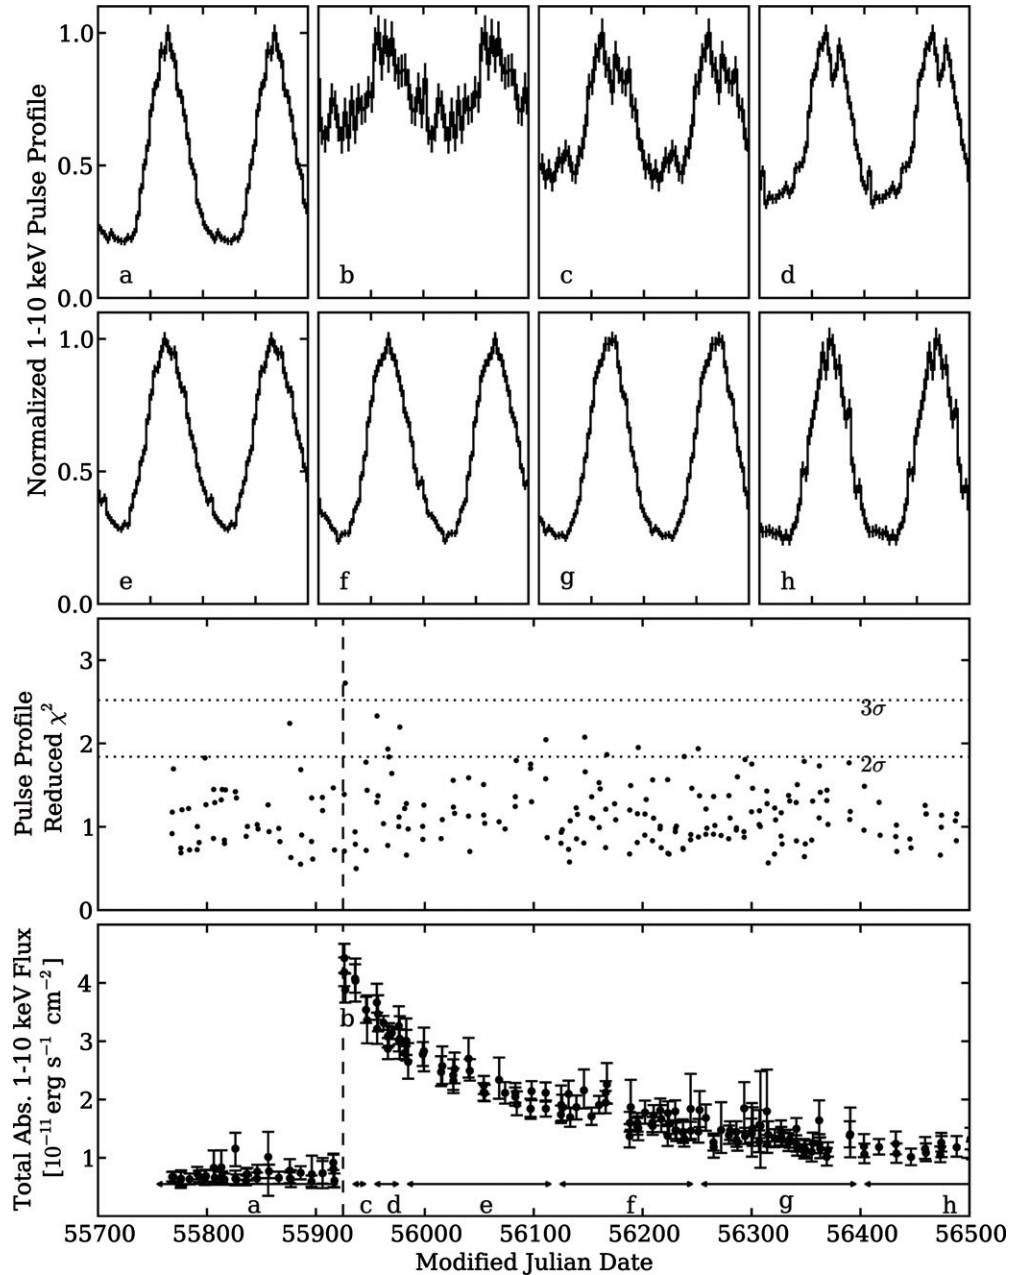 Normalized 1-10 keV Pulse Profile
1.0
0.5
0.0
a
b
c
d
1.0
0.5
0.0
e
f
g
h
Pulse Profile
Reduced χ²
3
2
1
0
3σ
2σ
Total Abs. 1-10 keV Flux
[10⁻¹¹ erg s⁻¹ cm⁻²]
4
3
2
1
b
a
c
d
e
f
g
h
55700 55800 55900 56000 56100 56200 56300 56400 56500
Modified Julian Date